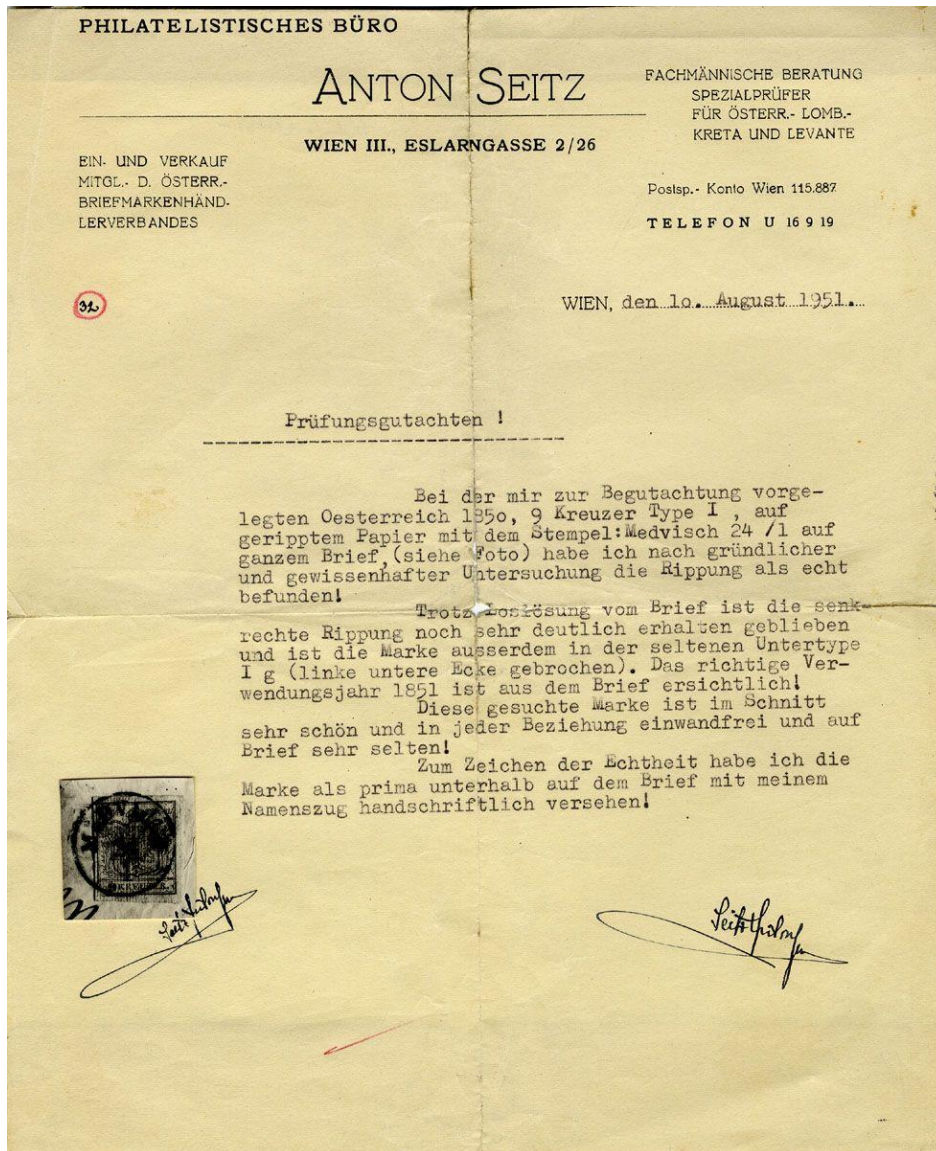 PHILATELISTISCHES BÜRO
ANTON SEITZ
FACHMÄNNISCHE BERATUNG
SPEZIALPRÜFER
FÜR ÖSTERR.- LOMB.-
KRETA UND LEVANTE
WIEN III., ESLARNGASSE 2/26
EIN- UND VERKAUF
MITGL.- D. ÖSTERR.-
BRIEFMARKENHÄND-
LERVERBANDES
Postsp.- Konto Wien 115.887
TELEFON U 16 9 19
32
WIEN, den 1o. August 1951.
Prüfungsgutachten !
Bei der mir zur Begutachtung vorge-
legten Oesterreich 185o, 9 Kreuzer Type I , auf
geripptem Papier mit dem Stempel:Medvisch 24 /1 auf
ganzem Brief,(siehe Foto) habe ich nach gründlicher
und gewissenhafter Untersuchung die Rippung als echt
befunden!
Trotz Loslösung vom Brief ist die senk-
rechte Rippung noch sehr deutlich erhalten geblieben
und ist die Marke ausserdem in der seltenen Untertype
I g (linke untere Ecke gebrochen). Das richtige Ver-
wendungsjahr 1851 ist aus dem Brief ersichtlich!
Diese gesuchte Marke ist im Schnitt
sehr schön und in jeder Beziehung einwandfrei und auf
Brief sehr selten!
Zum Zeichen der Echtheit habe ich die
Marke als prima unterhalb auf dem Brief mit meinem
Namenszug handschriftlich versehen!
9 KREUZER
Seitz
Seitz